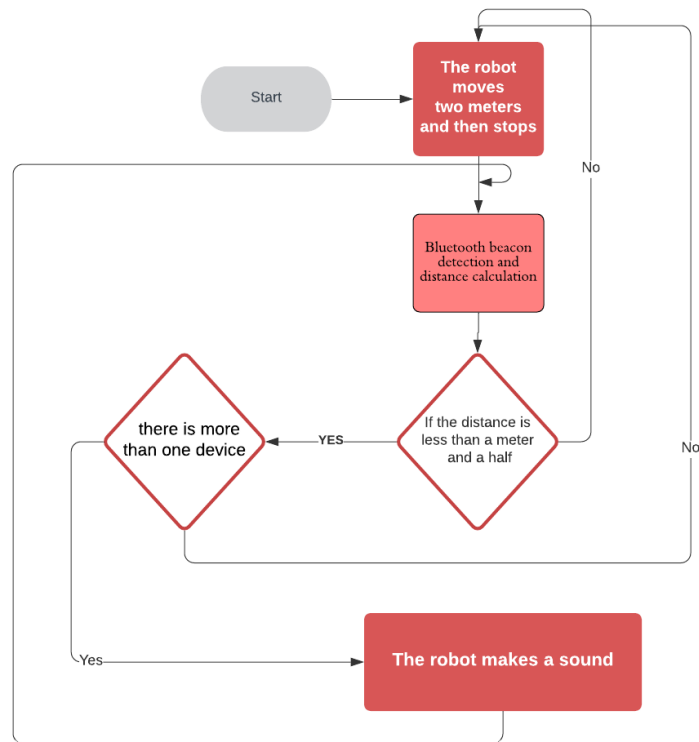 Start
The robot
moves
two meters
and then stops
No
Bluetooth beacon
detection and
distance calculation
If the distance is
less than a meter
and a half
YES
there is more
than one device
No
Yes
The robot makes a sound